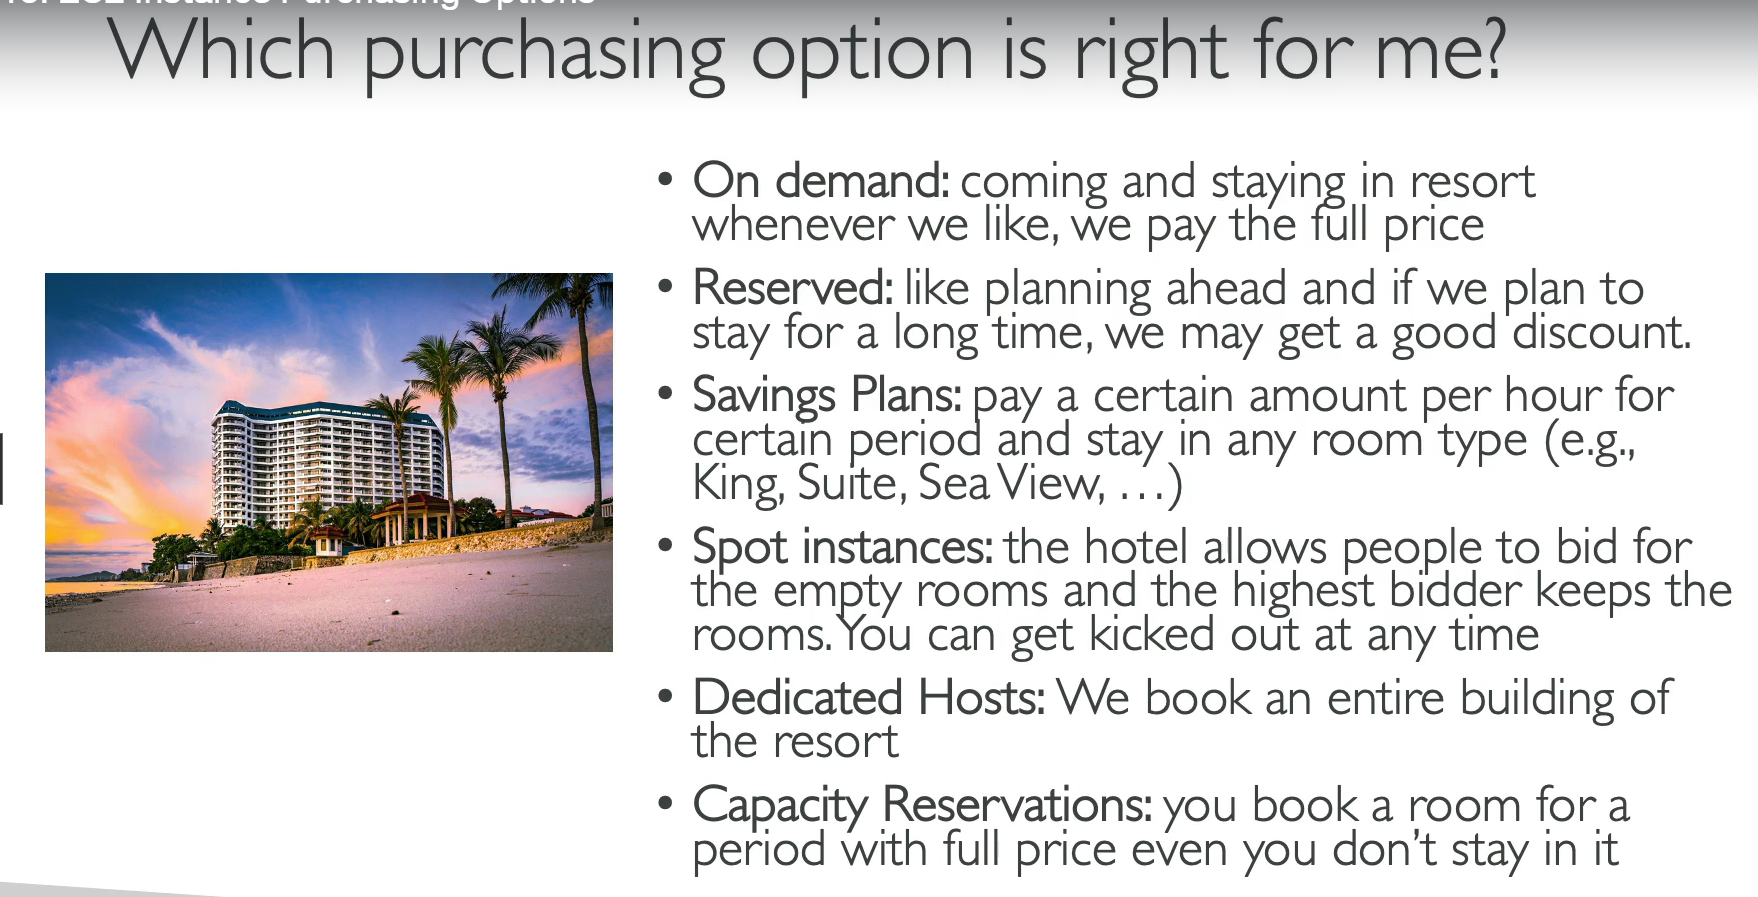 EC2 Instance Purchasing Options
Which purchasing option is right for me?
• On demand: coming and staying in resort
whenever we like, we pay the full price
• Reserved: like planning ahead and if we plan to
stay for a long time, we may get a good discount.
• Savings Plans: pay a certain amount per hour for
certain period and stay in any room type (e.g.,
King, Suite, Sea View, …)
• Spot instances: the hotel allows people to bid for
the empty rooms and the highest bidder keeps the
rooms. You can get kicked out at any time
• Dedicated Hosts: We book an entire building of
the resort
• Capacity Reservations: you book a room for a
period with full price even you don’t stay in it